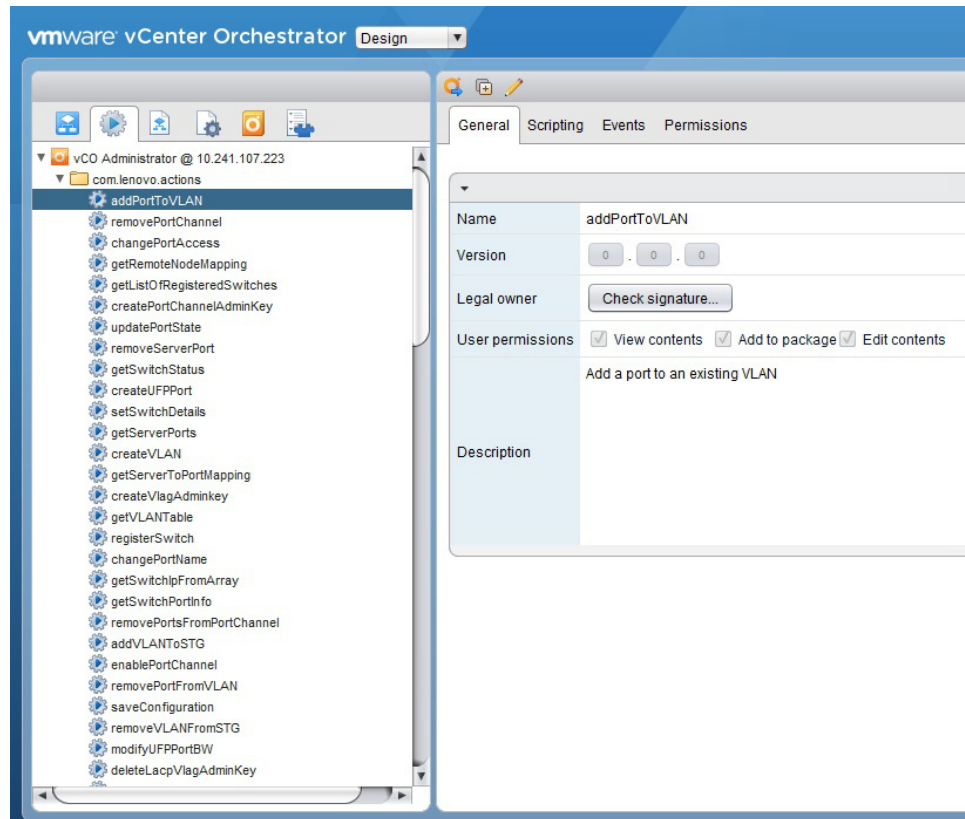 vmware vCenter Orchestrator Design
vCO Administrator @ 10.241.107.223
com.lenovo.actions
addPortToVLAN
removePortChannel
changePortAccess
getRemoteNodeMapping
getListOfRegisteredSwitches
createPortChannelAdminKey
updatePortState
removeServerPort
getSwitchStatus
createUFPPort
setSwitchDetails
getServerPorts
createVLAN
getServerToPortMapping
createVlagAdminkey
getVLANTable
registerSwitch
changePortName
getSwitchIpFromArray
getSwitchPortInfo
removePortsFromPortChannel
addVLANToSTG
enablePortChannel
removePortFromVLAN
saveConfiguration
removeVLANFromSTG
modifyUFPPortBW
deleteLacpVlagAdminKey
General Scripting Events Permissions
Name addPortToVLAN
Version 0 . 0 . 0
Legal owner Check signature...
User permissions View contents Add to package Edit contents
Description Add a port to an existing VLAN